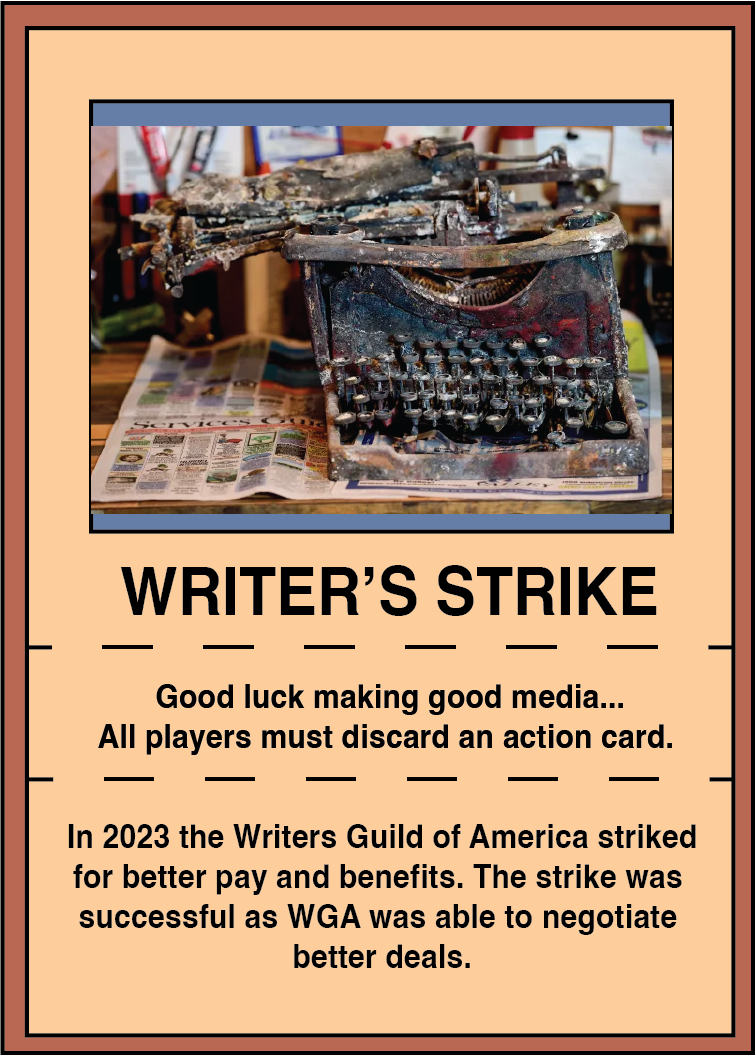 Services Guide
WRITER’S STRIKE
Good luck making good media...
All players must discard an action card.
In 2023 the Writers Guild of America striked
for better pay and benefits. The strike was
successful as WGA was able to negotiate
better deals.